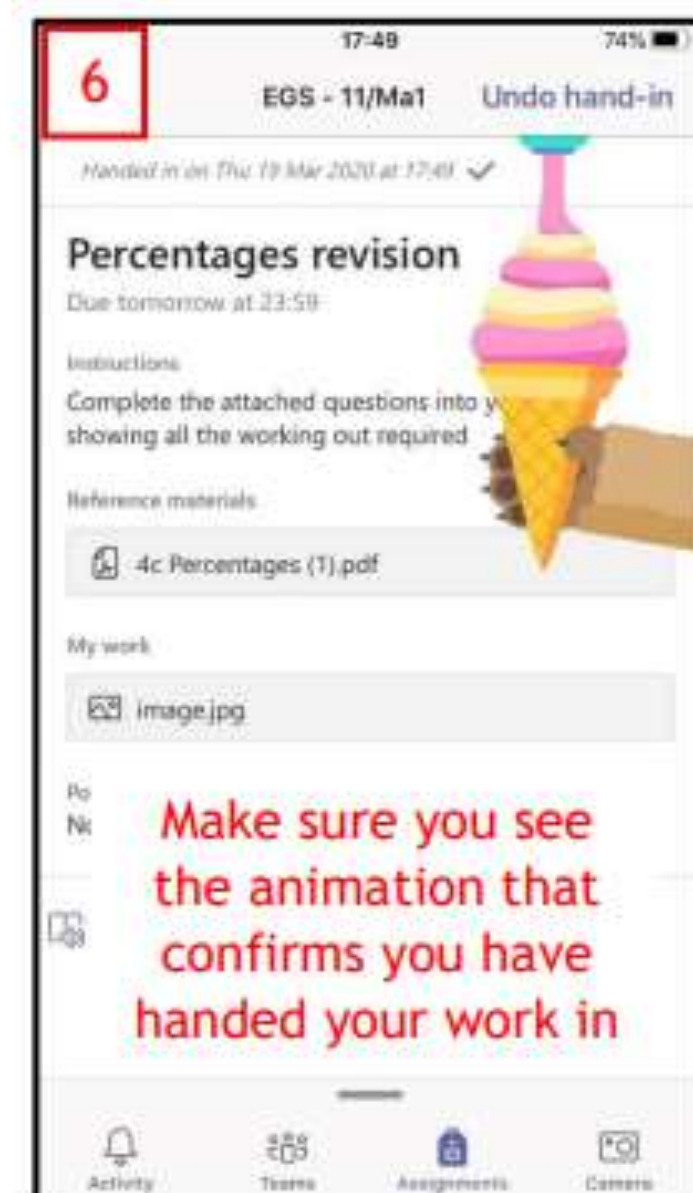 6
17:49
74%
EGS - 11/Ma1
Undo hand-in
Handed in on Thu 19 Mar 2020 at 17:49
Percentages revision
Due tomorrow at 23:59
Instructions
Complete the attached questions into y
showing all the working out required
Reference materials
4c Percentages (1).pdf
My work
image.jpg
Po
No
Make sure you see
the animation that
confirms you have
handed your work in
Activity
Teams
Assignments
Camera